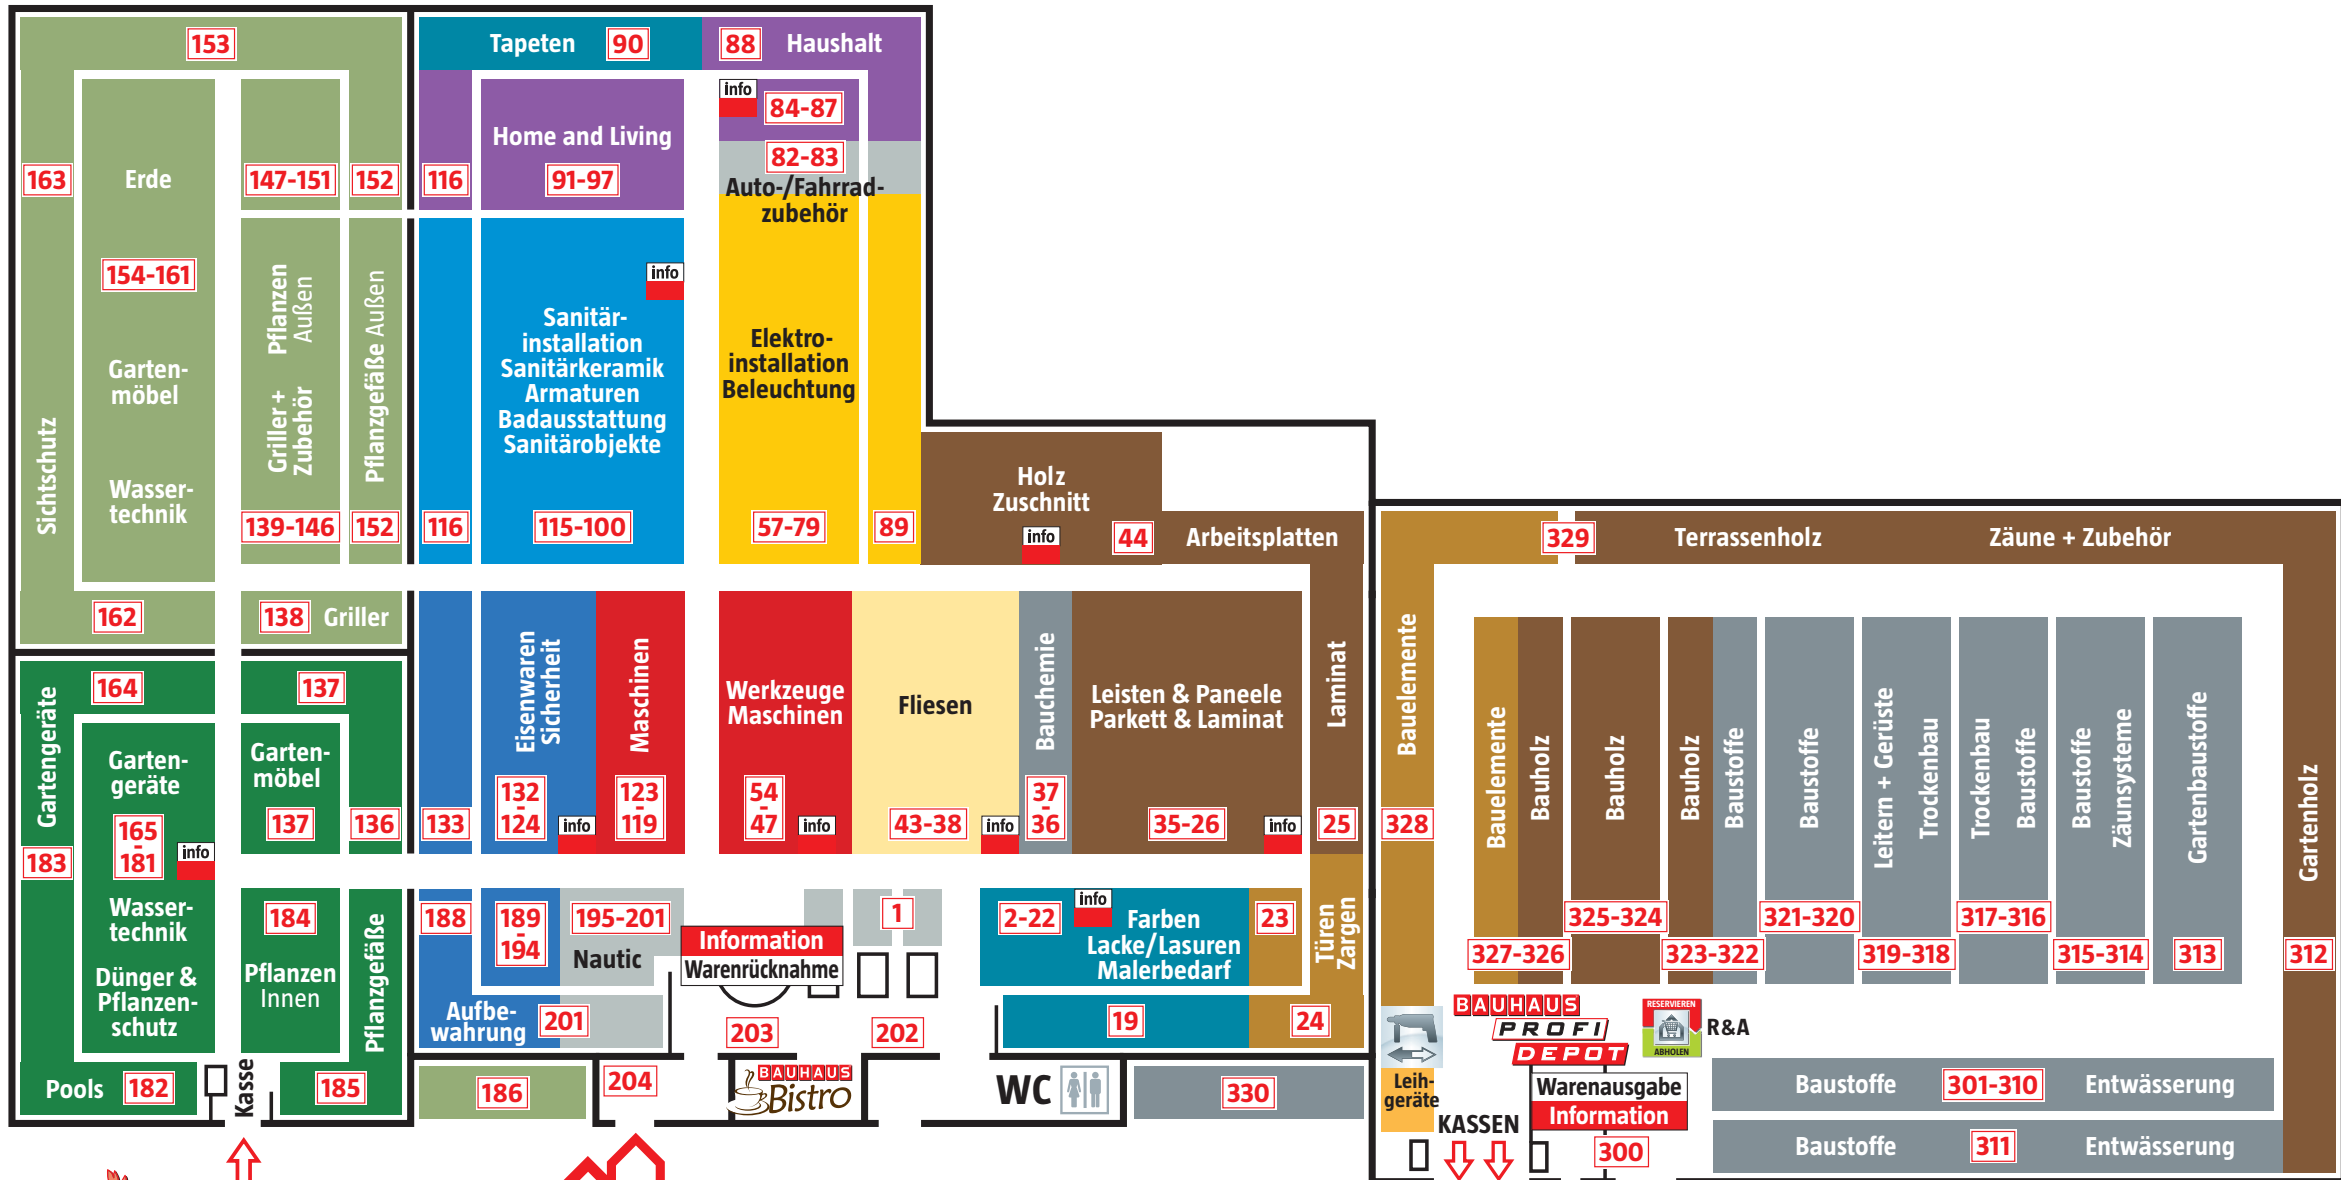 153
Tapeten 90
88 Haushalt
info
84-87
Home and Living
91-97
82-83
Auto-/Fahrrad-
zubehör
163
Erde
147-151
152
116
154-161
Pflanzen
Außen
Pflanzgefäße Außen
info
Sanitär-
installation
Sanitärkeramik
Armaturen
Badausstattung
Sanitärobjekte
Elektro-
installation
Beleuchtung
Garten-
möbel
Griller +
Zubehör
Sichtschutz
Wasser-
technik
139-146
152
116
115-100
57-79
89
Holz
Zuschnitt
info
44
Arbeitsplatten
329
Terrassenholz
Zäune + Zubehör
162
138 Griller
164
137
Gartengeräte
Garten-
geräte
165
-
181
info
183
Garten-
möbel
137
136
133
Eisenwaren
Sicherheit
132
-
124
info
Maschinen
123
-
119
Werkzeuge
Maschinen
54
-
47
info
Fliesen
43-38
info
Bauchemie
37
-
36
Leisten & Paneele
Parkett & Laminat
35-26
info
Laminat
25
Bauelemente
328
Bauelemente
Bauholz
327-326
Bauholz
325-324
Bauholz
Baustoffe
323-322
Baustoffe
321-320
Leitern + Gerüste
Trockenbau
319-318
Trockenbau
Baustoffe
317-316
Baustoffe
Zäunsysteme
315-314
Gartenbaustoffe
313
Gartenholz
312
Wasser-
technik
Dünger &
Pflanzen-
schutz
184
Pflanzen
Innen
Pflanzgefäße
188
189
-
194
195-201
Nautic
Information
Warenrücknahme
1
2-22
info
Farben
Lacke/Lasuren
Malerbedarf
23
Türen
Zargen
Aufbe-
wahrung
201
203
202
19
24
BAUHAUS
PROFI
DEPOT
RESERVIEREN
ABHOLEN
R&A
Pools 182
Kasse
185
186
204
BAUHAUS
Bistro
WC
330
Leih-
geräte
KASSEN
Warenausgabe
Information
300
Baustoffe 301-310 Entwässerung
Baustoffe 311 Entwässerung